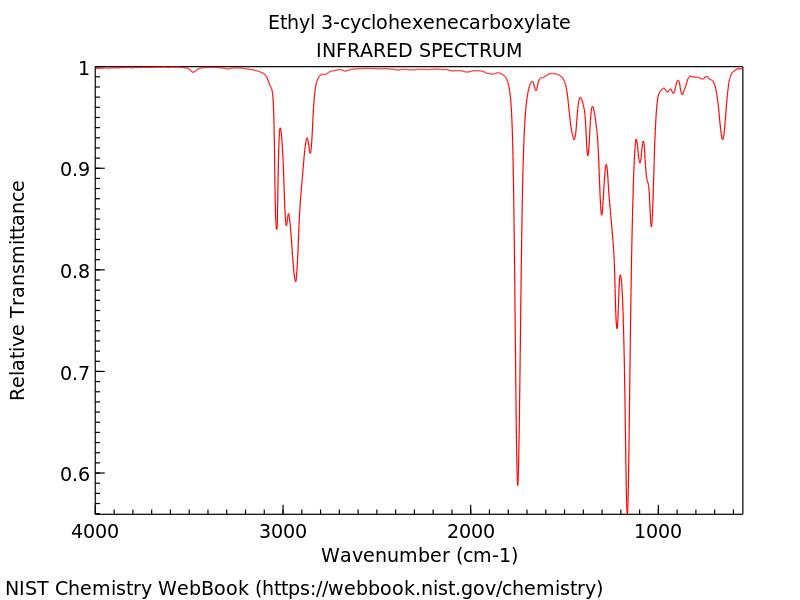 Ethyl 3-cyclohexenecarboxylate
INFRARED SPECTRUM
1
0.9
0.8
0.7
0.6
Relative Transmittance
4000 3000 2000 1000
Wavenumber (cm-1)
NIST Chemistry WebBook (https://webbook.nist.gov/chemistry)